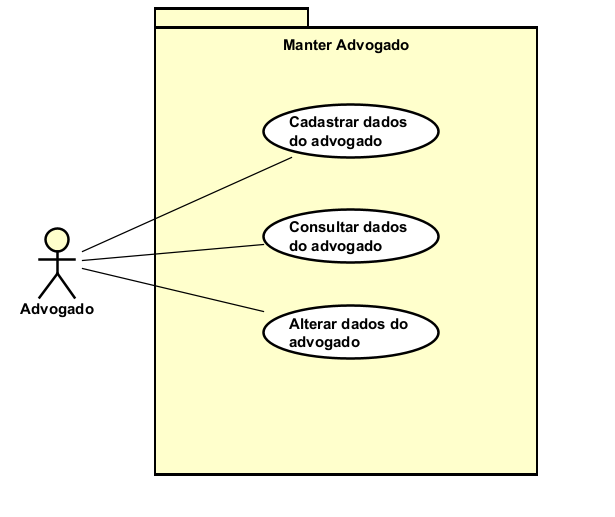 Manter Advogado
Cadastrar dados
do advogado
Consultar dados
do advogado
Advogado
Alterar dados do
advogado